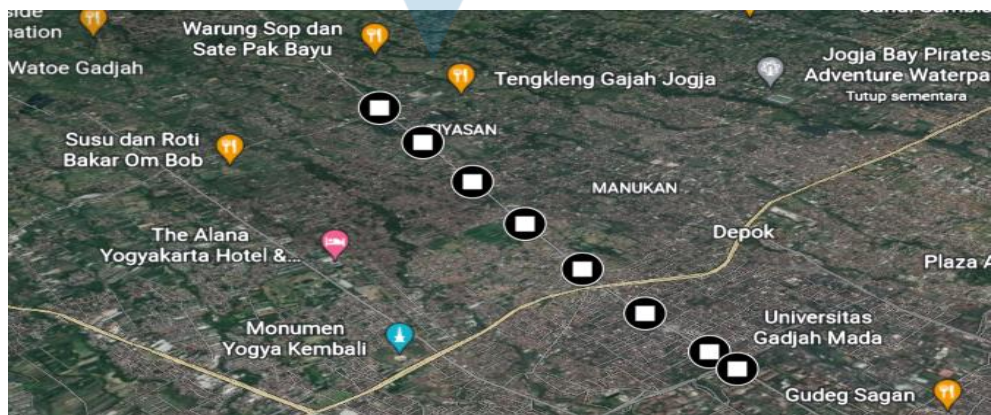 side
nation
Watoe Gadjah
Warung Sop dan
Sate Pak Bayu
Tengkleng Gajah Jogja
Jogja Bay Pirates
Adventure Waterpa
Tutup sementara
TIYASAN
Susu dan Roti
Bakar Om Bob
MANUKAN
The Alana
Yogyakarta Hotel &...
Depok
Plaza A
Monumen
Yogya Kembali
Universitas
Gadjah Mada
Gudeg Sagan